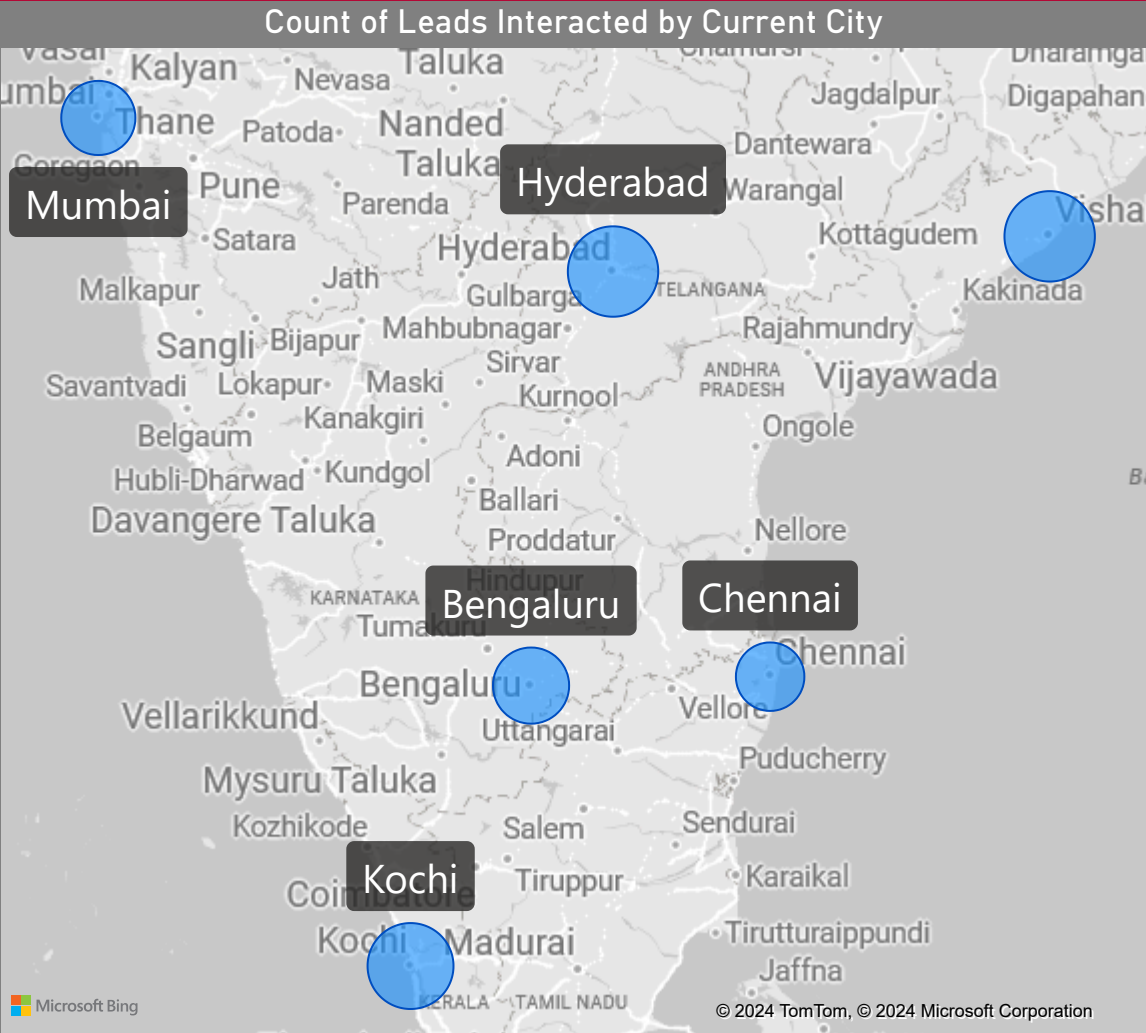 Count of Leads Interacted by Current City
Vasai
Kalyan
Taluka
Nevasa
Jagdalpur
Digapahan
Thane
Patoda
Nanded
Taluka
Dantewara
Goregaon
Pune
Parenda
Hyderabad
Warangal
Mumbai
Satara
Hyderabad
Kottagudem
Visha
Malkapur
Jath
Gulbarga
TELANGANA
Kakinada
Mahbubnagar
Rajahmundry
Sangli
Bijapur
Sirvar
Savantvadi
Lokapur
Maski
Kurnool
ANDHRA
PRADESH
Vijayawada
Kanakgiri
Ongole
Belgaum
Adoni
Hubli-Dharwad
Kundgol
Ballari
Davangere Taluka
Proddatur
Nellore
Hindupur
KARNATAKA
Bengaluru
Chennai
Tumakuru
Chennai
Bengaluru
Vellarikkund
Uttangarai
Vellore
Puducherry
Mysuru Taluka
Kozhikode
Salem
Sendurai
Kochi
Coimbatore
Tiruppur
Karaikal
Kochi
Madurai
Tirutturaippundi
Jaffna
KERALA
TAMIL NADU
Microsoft Bing
© 2024 TomTom, © 2024 Microsoft Corporation